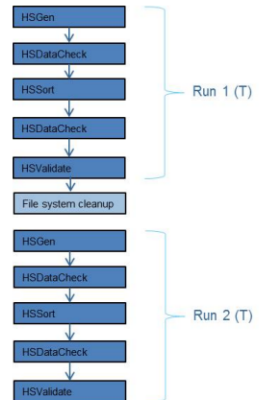 HSGen
HSDataCheck
HSSort
HSDataCheck
HSValidate
Run 1 (T)
File system cleanup
HSGen
HSDataCheck
HSSort
HSDataCheck
HSValidate
Run 2 (T)